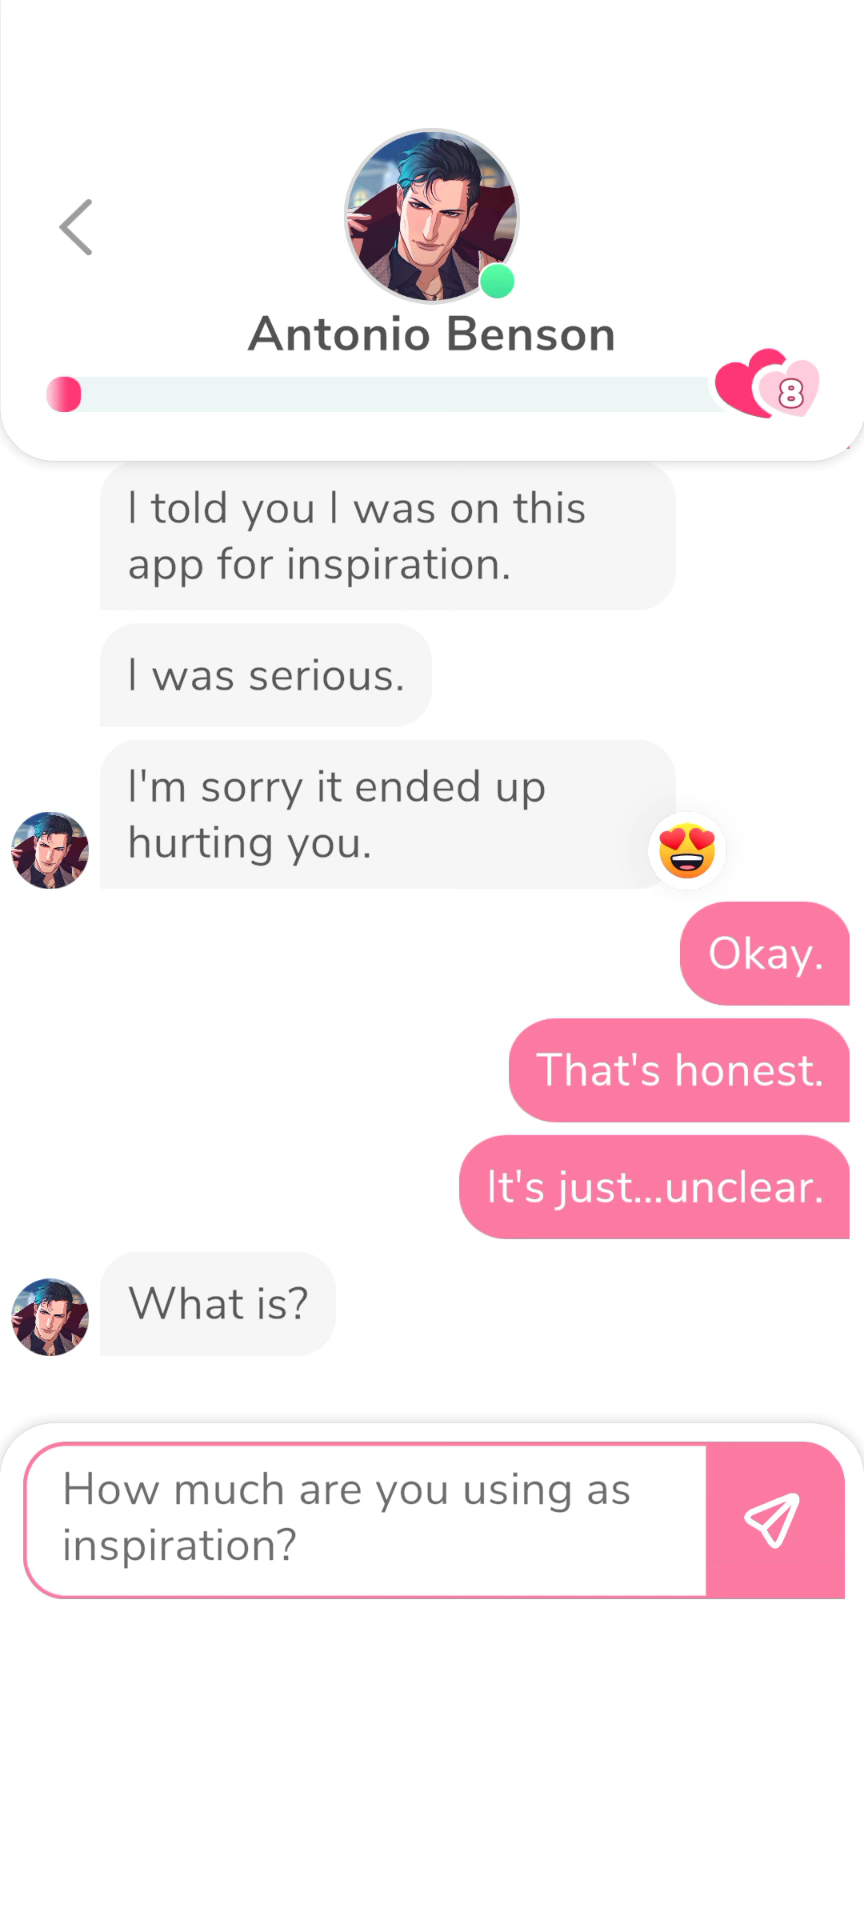 Antonio Benson
8
I told you I was on this
app for inspiration.
I was serious.
I'm sorry it ended up
hurting you.
Okay.
That's honest.
It's just...unclear.
What is?
How much are you using as
inspiration?